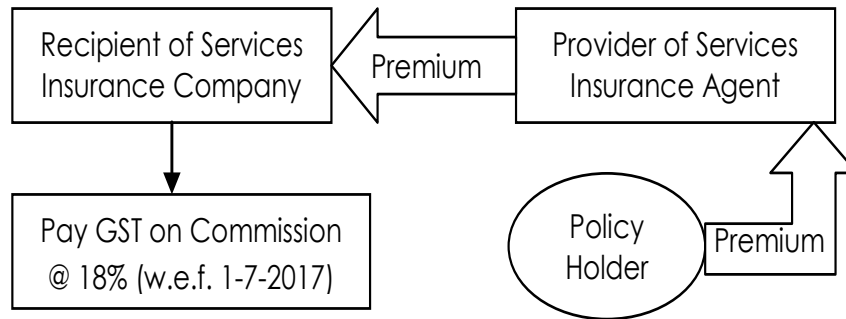 Recipient of Services
Insurance Company
Premium
Provider of Services
Insurance Agent
Pay GST on Commission
@ 18% (w.e.f. 1-7-2017)
Policy
Holder
Premium